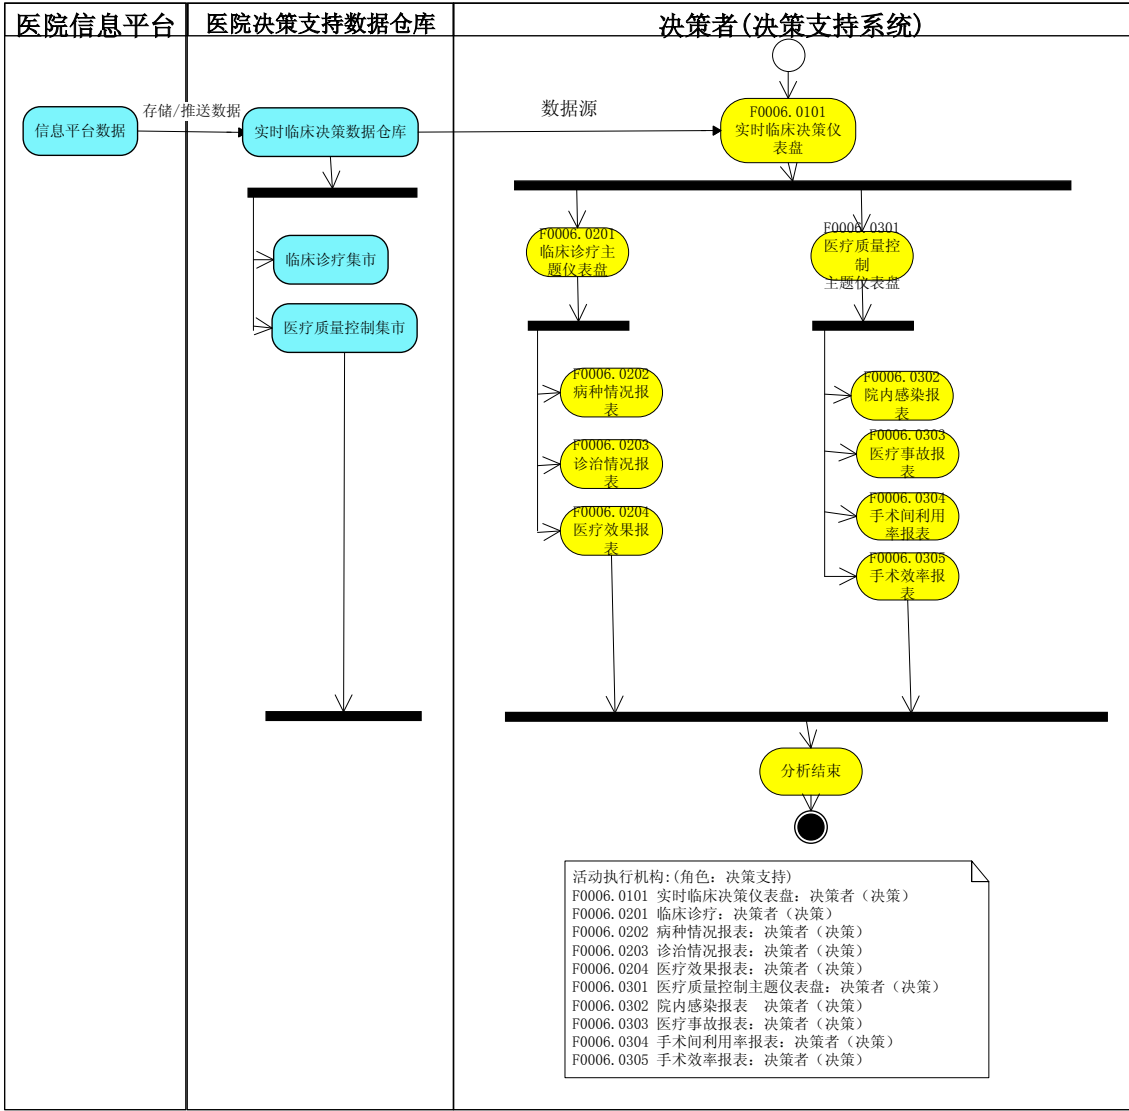 医院信息平台
医院决策支持数据仓库
决策者(决策支持系统)
信息平台数据
存储/推送数据
实时临床决策数据仓库
数据源
F0006.0101
实时临床决策仪
表盘
临床诊疗集市
医疗质量控制集市
F0006.0201
临床诊疗主
题仪表盘
F0006.0301
医疗质量控
制
主题仪表盘
F0006.0202
病种情况报
表
F0006.0203
诊治情况报
表
F0006.0204
医疗效果报
表
F0006.0302
院内感染报
表
F0006.0303
医疗事故报
表
F0006.0304
手术间利用
率报表
F0006.0305
手术效率报
表
分析结束
活动执行机构:(角色: 决策支持)
F0006.0101 实时临床决策仪表盘: 决策者（决策）
F0006.0201 临床诊疗: 决策者（决策）
F0006.0202 病种情况报表: 决策者（决策）
F0006.0203 诊治情况报表: 决策者（决策）
F0006.0204 医疗效果报表: 决策者（决策）
F0006.0301 医疗质量控制主题仪表盘: 决策者（决策）
F0006.0302 院内感染报表  决策者（决策）
F0006.0303 医疗事故报表: 决策者（决策）
F0006.0304 手术间利用率报表: 决策者（决策）
F0006.0305 手术效率报表: 决策者（决策）